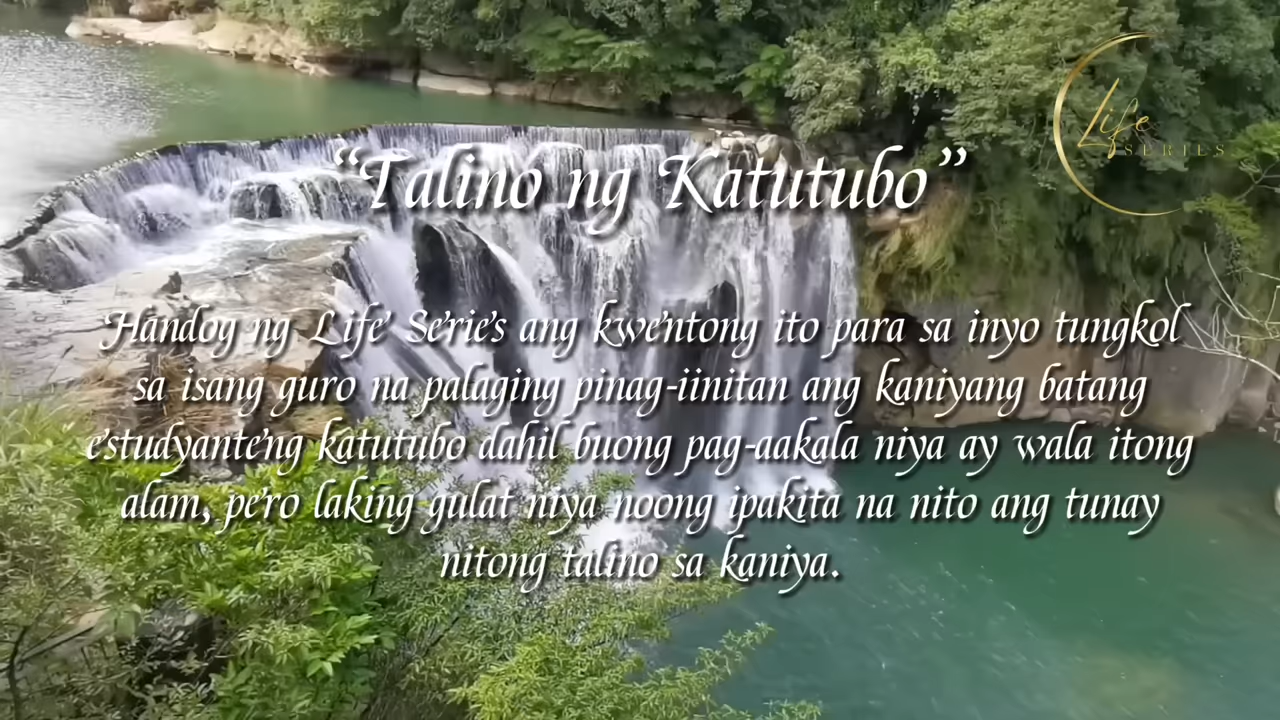 Life
SERIES
“Talino ng Katutubo”
Handog ng Life Series ang kwentong ito para sa inyo tungkol
sa isang guro na palaging pinag-iinitan ang kaniyang batang
estudyanteng katutubo dahil buong pag-aakala niya ay wala itong
alam, pero laking gulat niya noong ipakita na nito ang tunay
nitong talino sa kaniya.